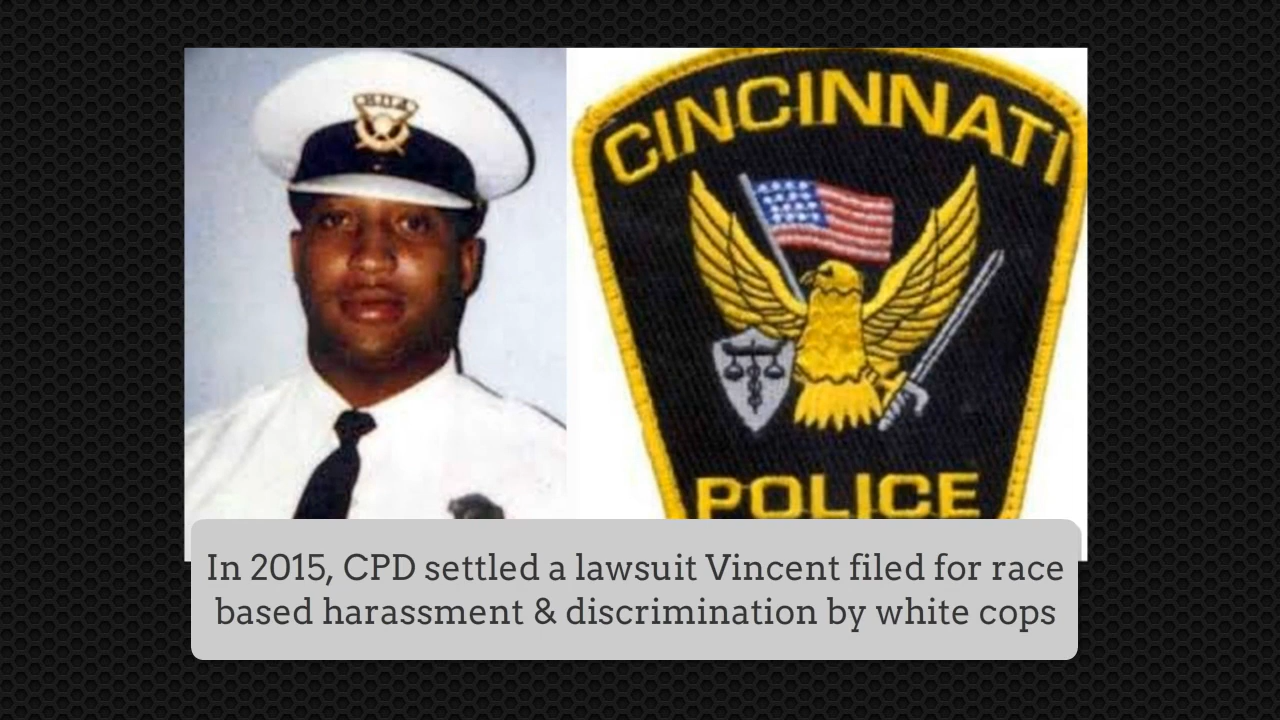 CINCINNATI
POLICE
In 2015, CPD settled a lawsuit Vincent filed for race
based harassment & discrimination by white cops